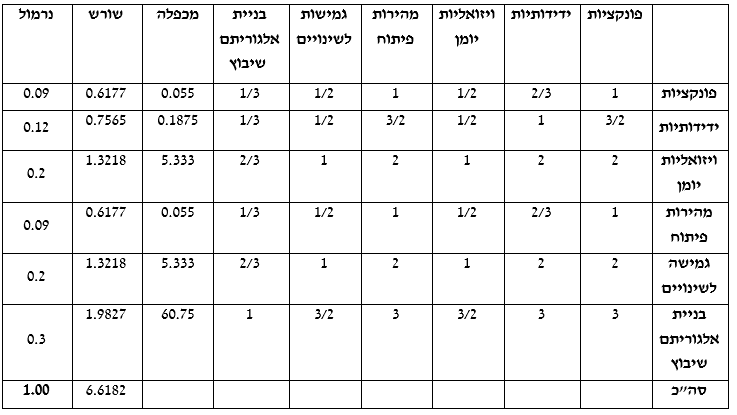 פונקציות ידידותיות ויזואליות יומן מהירות פיתוח גמישות לשינויים בניית אלגוריתם שיבוץ מכפלה שורש נרמול
פונקציות 1 2/3 1/2 1 1/2 1/3 0.055 0.6177 0.09
ידידותיות 3/2 1 1/2 3/2 1/2 1/3 0.1875 0.7565 0.12
ויזואליות יומן 2 2 1 2 1 2/3 5.333 1.3218 0.2
מהירות פיתוח 1 2/3 1/2 1 1/2 1/3 0.055 0.6177 0.09
גמישה לשינויים 2 2 1 2 1 2/3 5.333 1.3218 0.2
בניית אלגוריתם שיבוץ 3 3 3/2 3 3/2 1 60.75 1.9827 0.3
סה״כ 6.6182 1.00